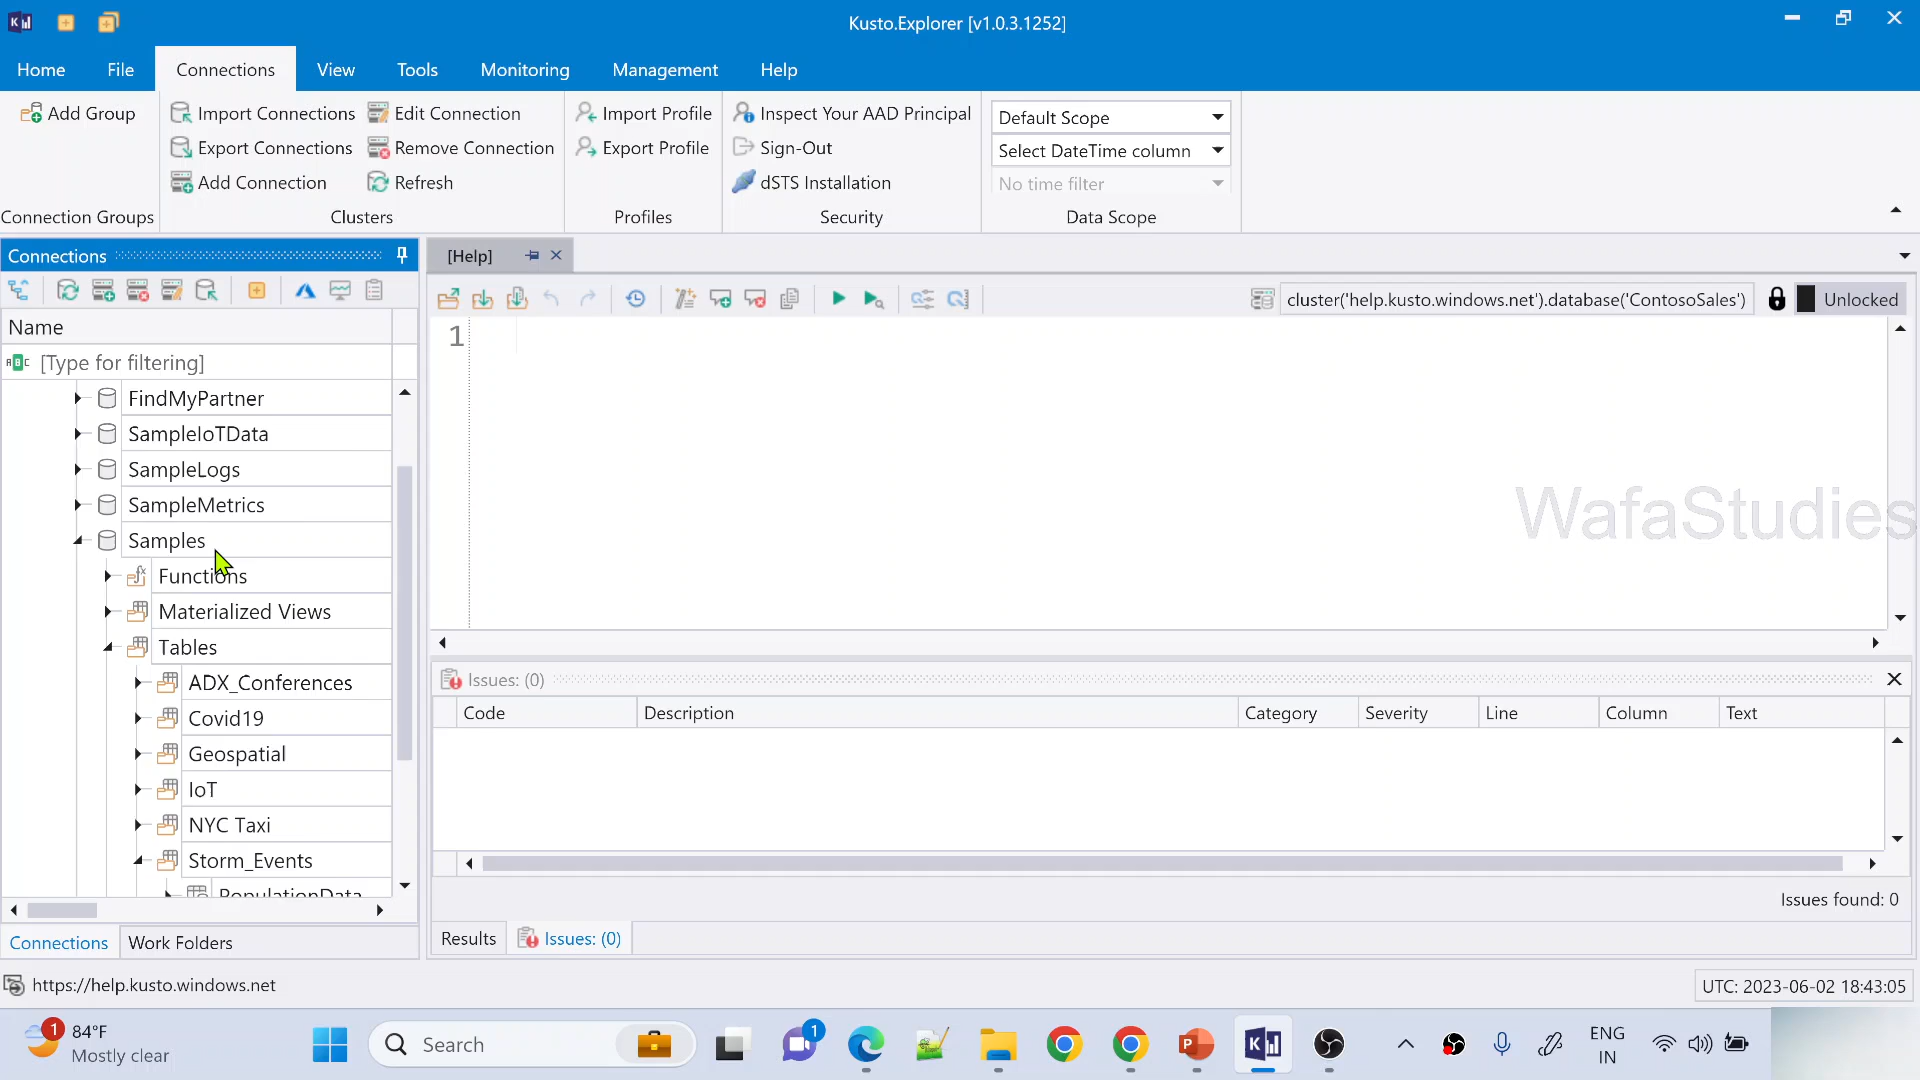 Kusto.Explorer [v1.0.3.1252]
Home File Connections View Tools Monitoring Management Help
Add Group
Connection Groups
Import Connections Edit Connection
Export Connections Remove Connection
Add Connection Refresh
Clusters
Import Profile
Export Profile
Profiles
Inspect Your AAD Principal
Sign-Out
dSTS Installation
Security
Default Scope
Select DateTime column
No time filter
Data Scope
Connections
Name
[Type for filtering]
FindMyPartner
SampleIoTData
SampleLogs
SampleMetrics
Samples
Functions
Materialized Views
Tables
ADX_Conferences
Covid19
Geospatial
IoT
NYC Taxi
Storm_Events
PopulationData
Connections Work Folders
[Help]
cluster('help.kusto.windows.net').database('ContosoSales') Unlocked
1
WafaStudies
Issues: (0)
Code Description Category Severity Line Column Text
Issues found: 0
Results Issues: (0)
https://help.kusto.windows.net
UTC: 2023-06-02 18:43:05
1
84°F
Mostly clear
Search
1
ENG
IN